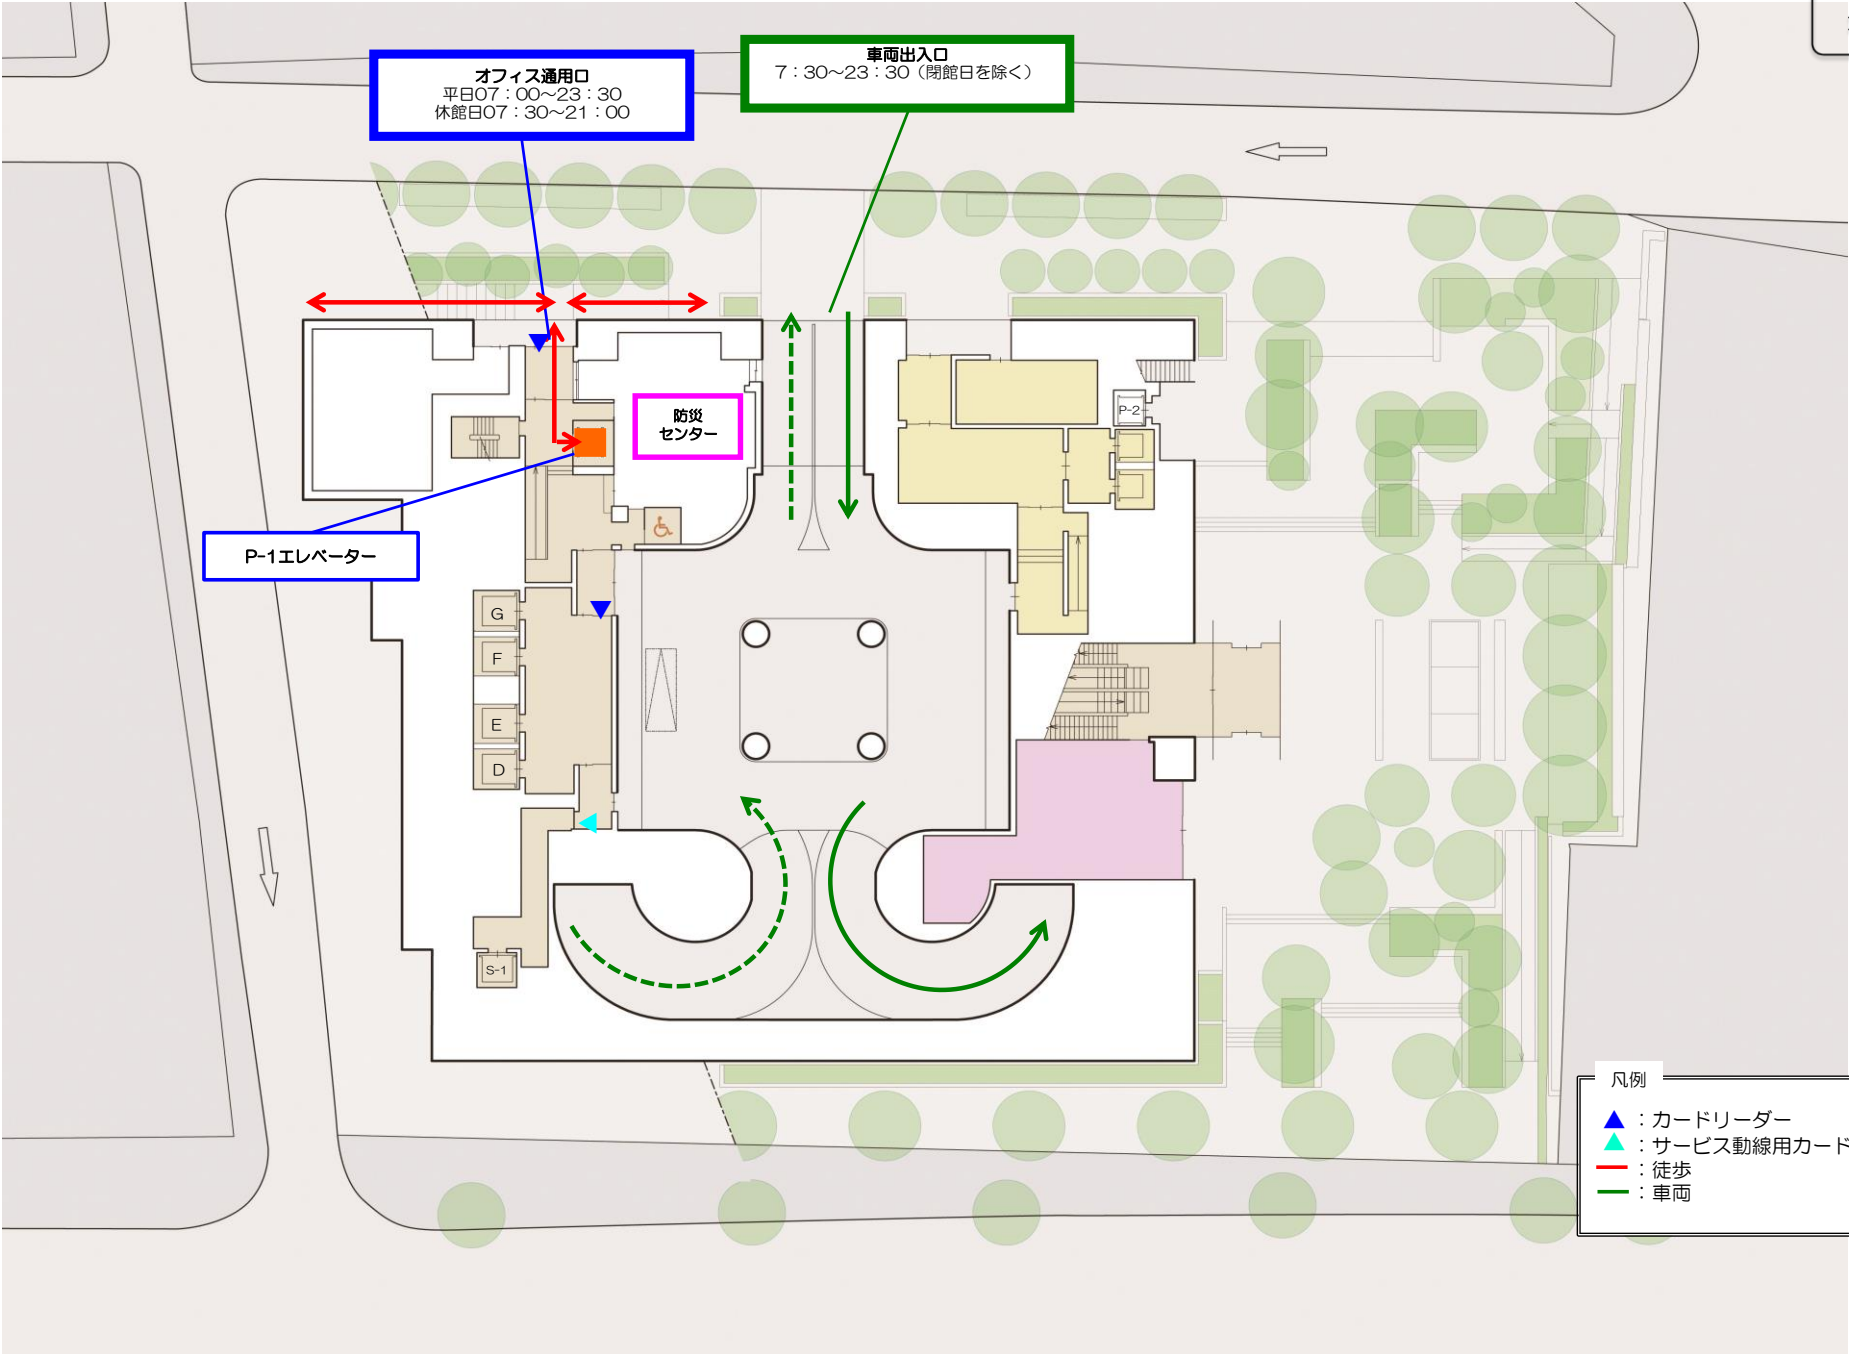 オフィス通用口
平日07：00～23：30
休館日07：30～21：00
車両出入口
7：30～23：30（閉館日を除く）
防災
センター
P-2
P-1エレベーター
G
F
E
D
S-1
凡例
：カードリーダー
：サービス動線用カード
：徒歩
：車両